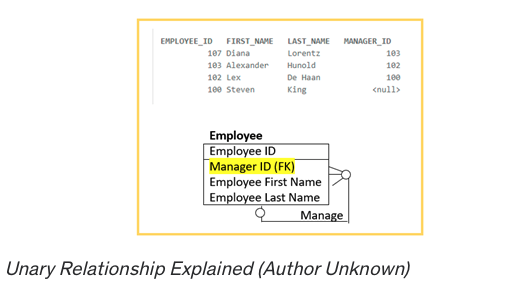 EMPLOYEE_ID FIRST_NAME LAST_NAME MANAGER_ID
107 Diana Lorentz 103
103 Alexander Hunold 102
102 Lex De Haan 100
100 Steven King <null>
Employee
Employee ID
Manager ID (FK)
Employee First Name
Employee Last Name
Manage
Unary Relationship Explained (Author Unknown)